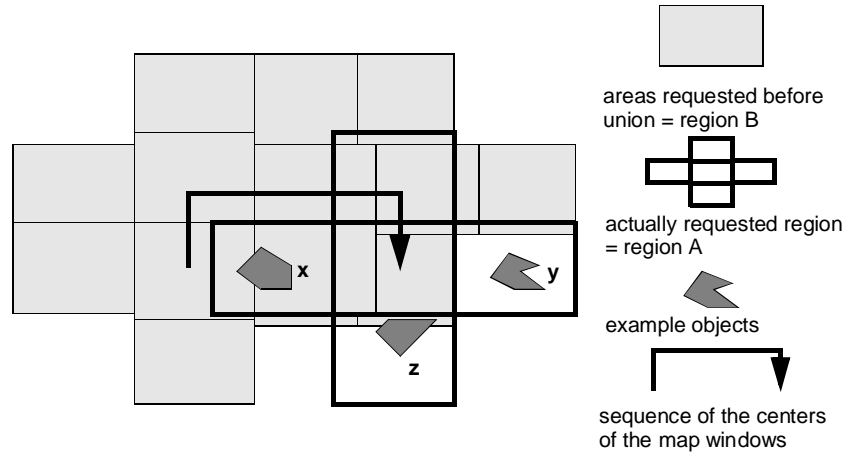 areas requested before
union = region B
actually requested region
= region A
x
y
example objects
z
sequence of the centers
of the map windows